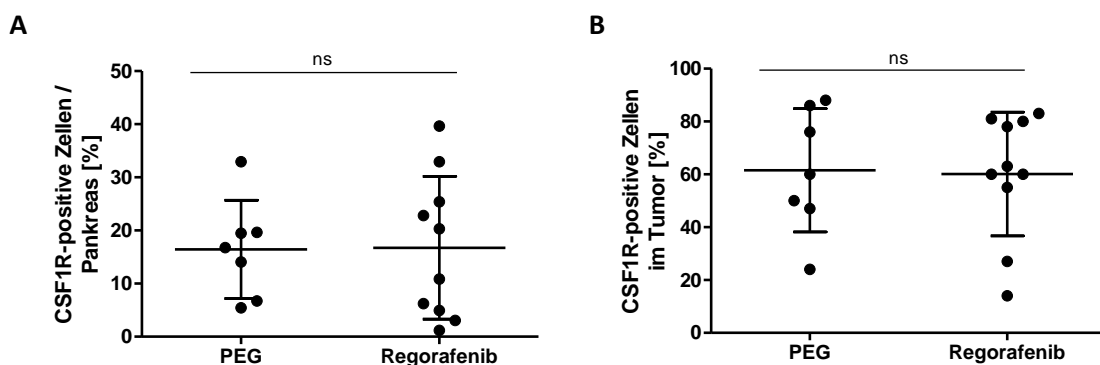 A
ns
CSF1R-positive Zellen /
Pankreas [%]
50
40
30
20
10
0
PEG
Regorafenib
B
ns
CSF1R-positive Zellen
im Tumor [%]
100
80
60
40
20
0
PEG
Regorafenib